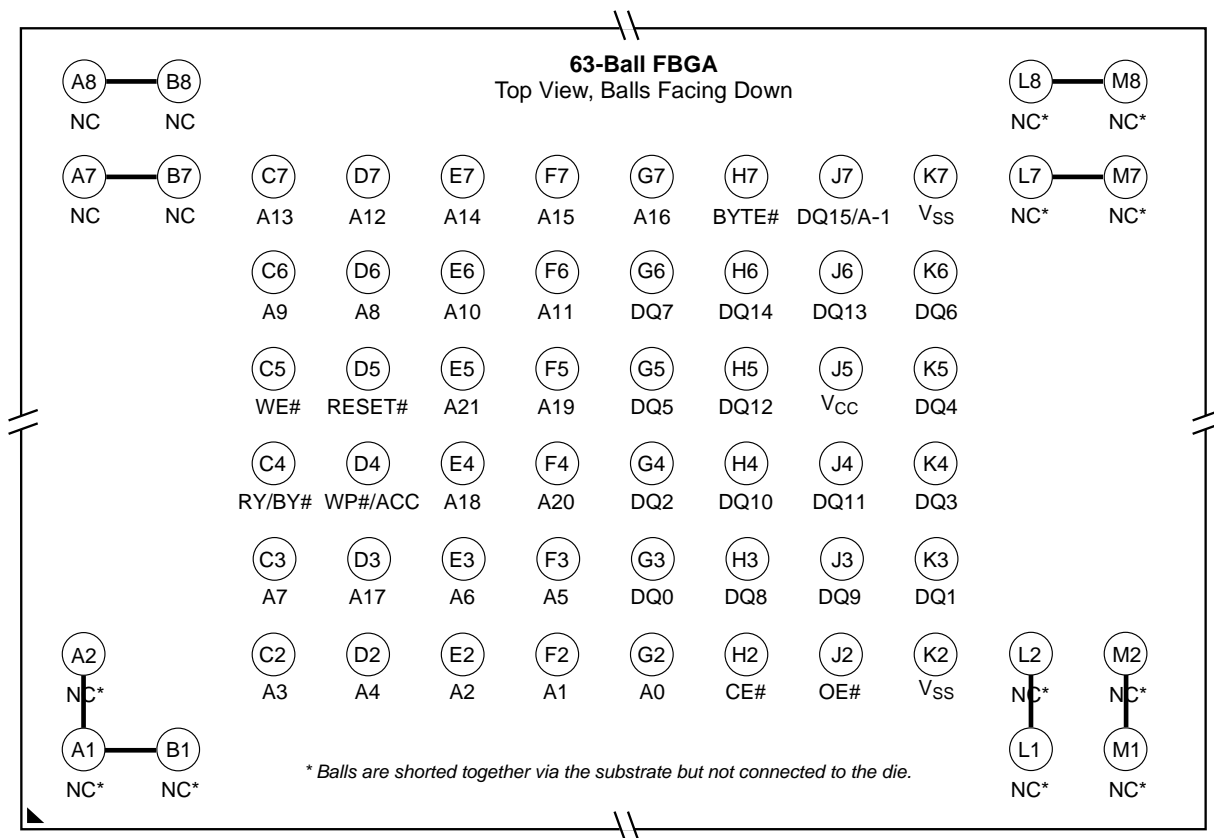 63-Ball FBGA
Top View, Balls Facing Down
A8 B8 L8 M8
NC NC NC* NC*
A7 B7 C7 D7 E7 F7 G7 H7 J7 K7 L7 M7
NC NC A13 A12 A14 A15 A16 BYTE# DQ15/A-1 VSS NC* NC*
C6 D6 E6 F6 G6 H6 J6 K6
A9 A8 A10 A11 DQ7 DQ14 DQ13 DQ6
C5 D5 E5 F5 G5 H5 J5 K5
WE# RESET# A21 A19 DQ5 DQ12 VCC DQ4
C4 D4 E4 F4 G4 H4 J4 K4
RY/BY# WP#/ACC A18 A20 DQ2 DQ10 DQ11 DQ3
C3 D3 E3 F3 G3 H3 J3 K3
A7 A17 A6 A5 DQ0 DQ8 DQ9 DQ1
A2 C2 D2 E2 F2 G2 H2 J2 K2 L2 M2
NC* A3 A4 A2 A1 A0 CE# OE# VSS NC* NC*
A1 B1 L1 M1
NC* NC* NC* NC*
* Balls are shorted together via the substrate but not connected to the die.